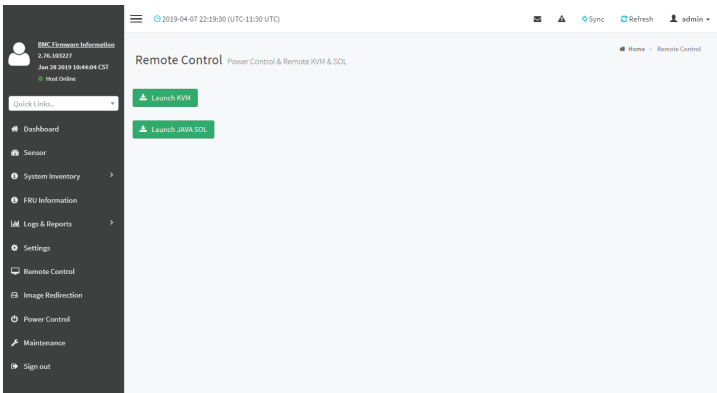 2019-04-07 22:19:30 (UTC-11:30 UTC)
Sync
Refresh
admin
BMC Firmware Information
2.76.103227
Jan 28 2019 10:44:04 CST
Host Online
Quick Links..
Dashboard
Sensor
System Inventory
FRU Information
Logs & Reports
Settings
Remote Control
Image Redirection
Power Control
Maintenance
Sign out
Remote Control Power Control & Remote KVM & SOL
Home > Remote Control
Launch KVM
Launch JAVA SOL